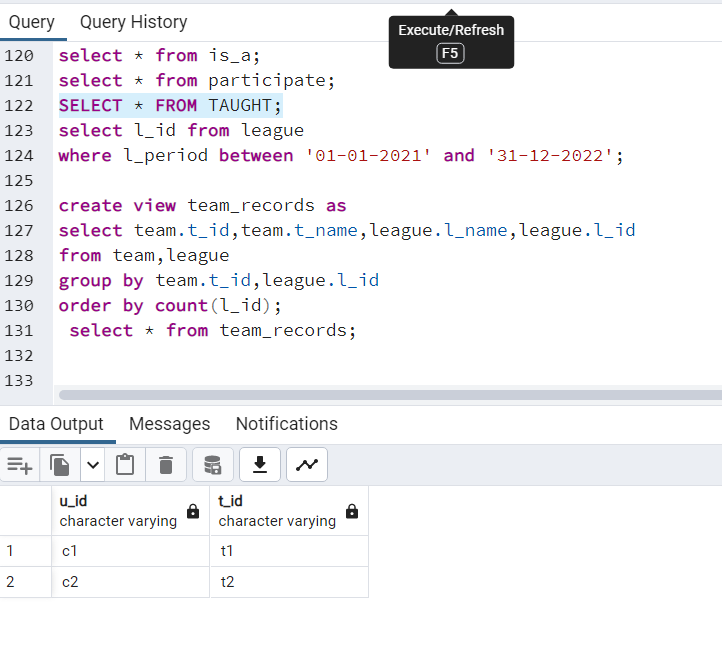 Query Query History
Execute/Refresh
F5
120 select * from is_a;
121 select * from participate;
122 SELECT * FROM TAUGHT;
123 select l_id from league
124 where l_period between '01-01-2021' and '31-12-2022';
125
126 create view team_records as
127 select team.t_id,team.t_name,league.l_name,league.l_id
128 from team,league
129 group by team.t_id,league.l_id
130 order by count(l_id);
131  select * from team_records;
132
133
Data Output Messages Notifications
u_id t_id
character varying character varying
1 c1 t1
2 c2 t2